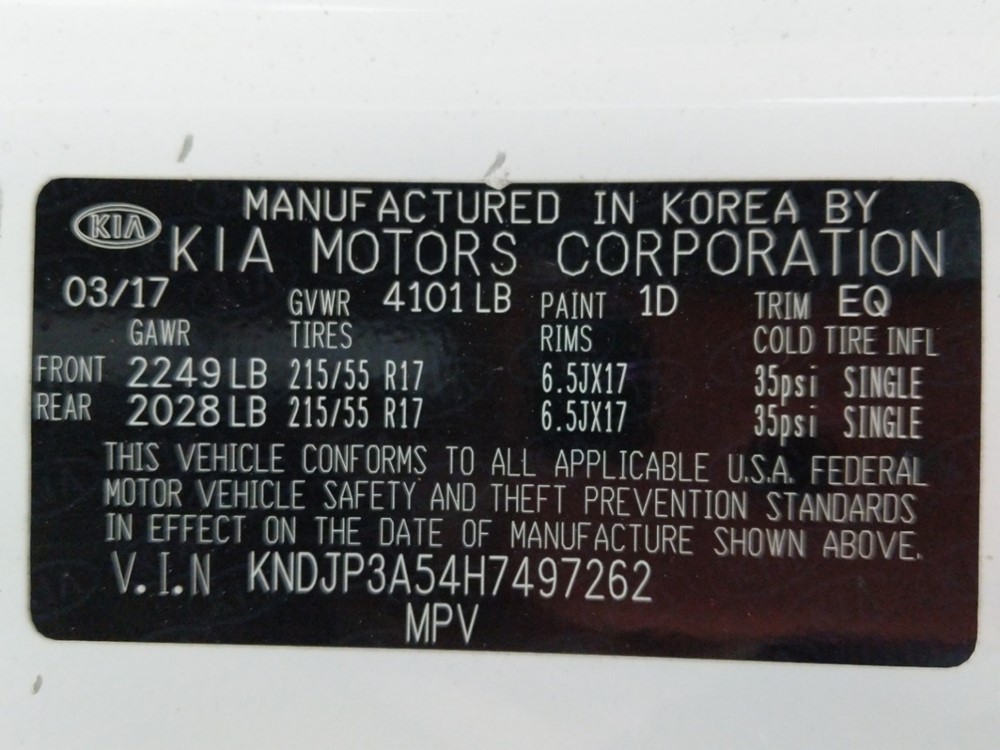 KIA
MANUFACTURED IN KOREA BY
KIA MOTORS CORPORATION
03/17 GVWR 4101 LB PAINT 1D TRIM EQ
GAWR TIRES RIMS COLD TIRE INFL
FRONT 2249 LB 215/55 R17 6.5JX17 35psi SINGLE
REAR 2028 LB 215/55 R17 6.5JX17 35psi SINGLE
THIS VEHICLE CONFORMS TO ALL APPLICABLE U.S.A. FEDERAL
MOTOR VEHICLE SAFETY AND THEFT PREVENTION STANDARDS
IN EFFECT ON THE DATE OF MANUFACTURE SHOWN ABOVE.
V.I.N KNDJP3A54H7497262
MPV